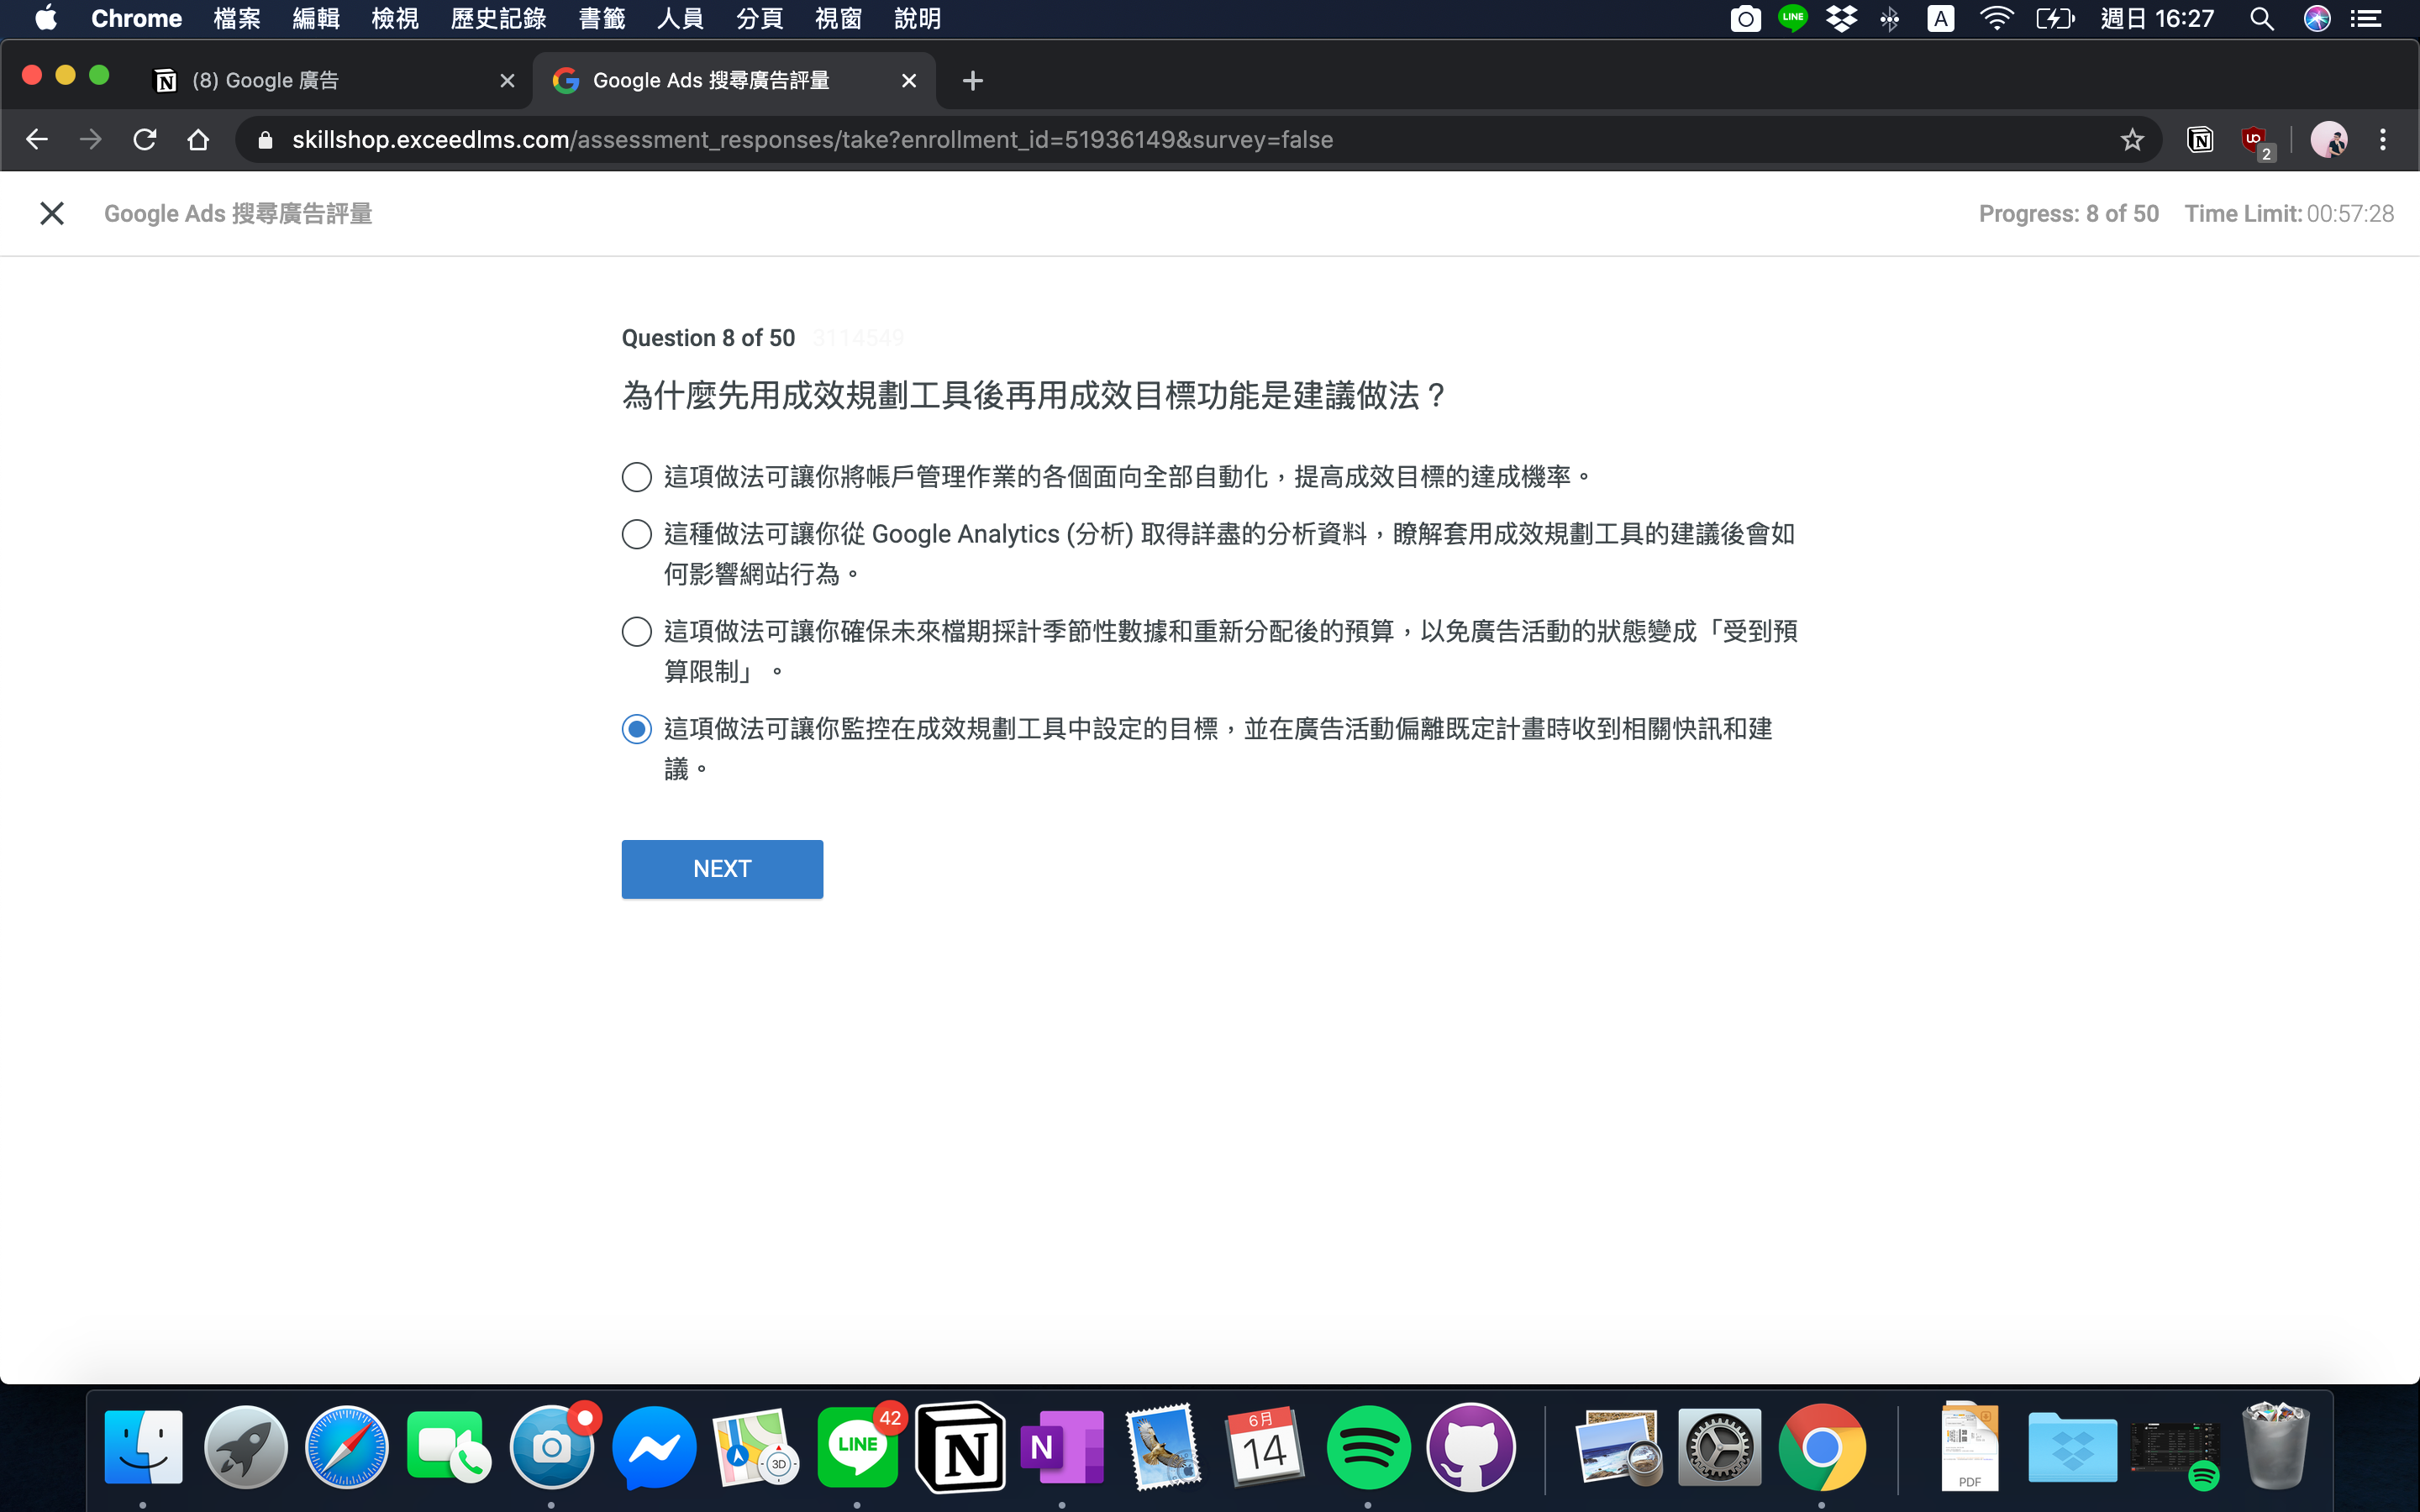 Chrome 檔案 編輯 檢視 歷史記錄 書籤 人員 分頁 視窗 說明 LINE A 週日 16:27
(8) Google 廣告 Google Ads 搜尋廣告評量
skillshop.exceedlms.com/assessment_responses/take?enrollment_id=51936149&survey=false 2
Google Ads 搜尋廣告評量 Progress: 8 of 50 Time Limit: 00:57:28
Question 8 of 50 3114549
為什麼先用成效規劃工具後再用成效目標功能是建議做法？
這項做法可讓你將帳戶管理作業的各個面向全部自動化，提高成效目標的達成機率。
這種做法可讓你從 Google Analytics (分析) 取得詳盡的分析資料，瞭解套用成效規劃工具的建議後會如
何影響網站行為。
這項做法可讓你確保未來檔期採計季節性數據和重新分配後的預算，以免廣告活動的狀態變成「受到預
算限制」。
這項做法可讓你監控在成效規劃工具中設定的目標，並在廣告活動偏離既定計畫時收到相關快訊和建
議。
NEXT
3D LINE 42 N N 6月 14 PDF